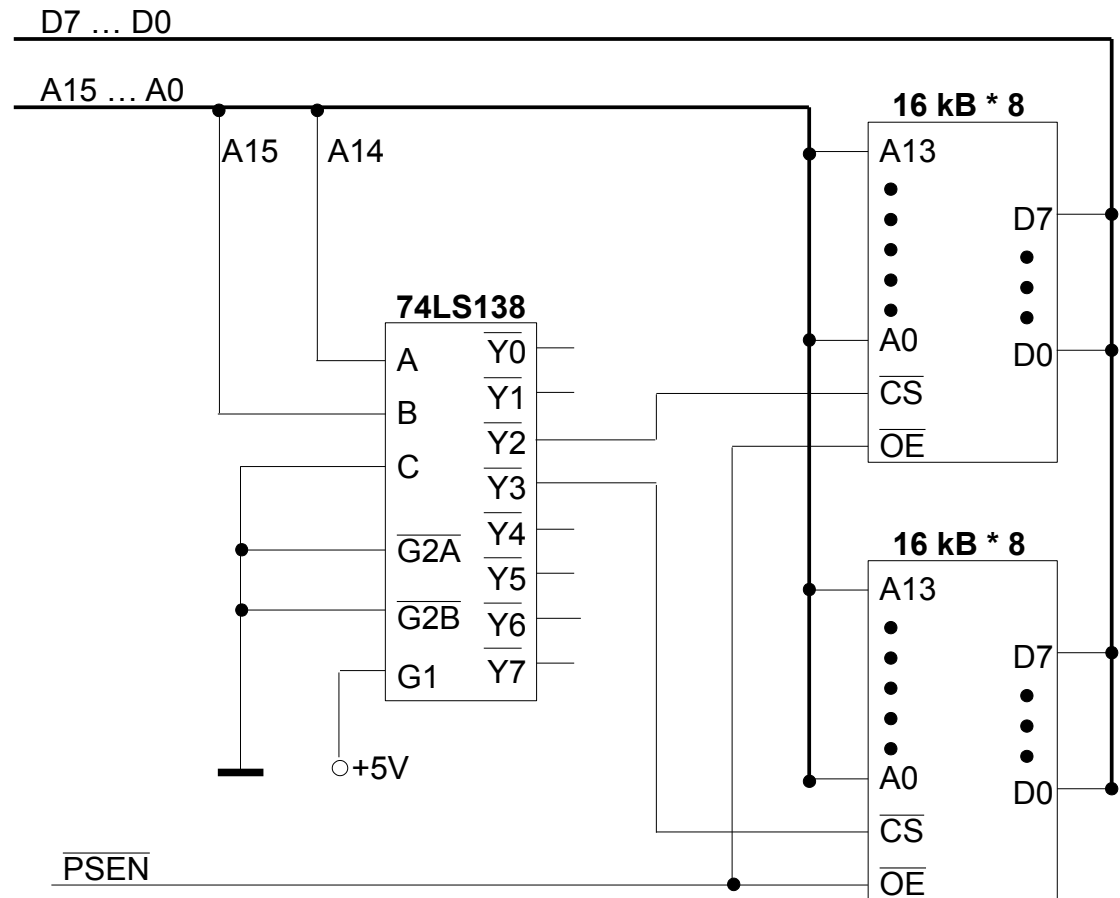 D7 … D0
A15 … A0
A15
A14
74LS138
A
B
C
G2A
G2B
G1
Y0
Y1
Y2
Y3
Y4
Y5
Y6
Y7
+5V
PSEN
16 kB * 8
A13
A0
CS
OE
D7
D0
16 kB * 8
A13
A0
CS
OE
D7
D0